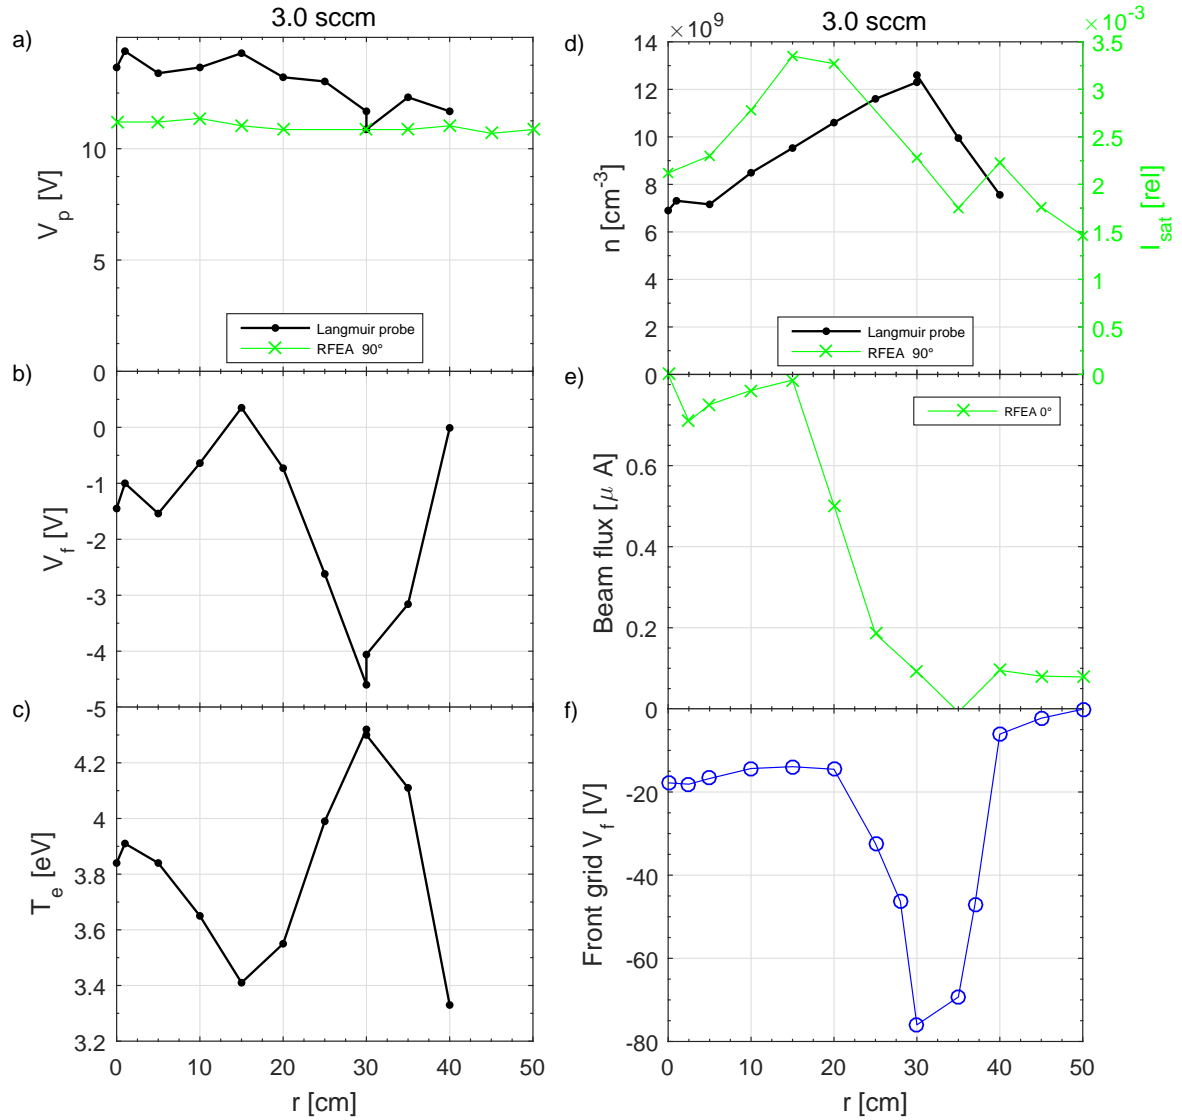 3.0 sccm
a)
10
5
0
V_p [V]
Langmuir probe
RFEA 90°
b)
0
-1
-2
-3
-4
-5
V_f [V]
c)
4.2
4
3.8
3.6
3.4
3.2
T_e [eV]
0 10 20 30 40 50
r [cm]
3.0 sccm
d)
×10^9
×10^-3
14
12
10
8
6
4
2
0
n [cm^-3]
3.5
3
2.5
2
1.5
1
0.5
0
I_sat [rel]
Langmuir probe
RFEA 90°
e)
0.6
0.4
0.2
0
Beam flux [μ A]
RFEA 0°
f)
-20
-40
-60
-80
Front grid V_f [V]
0 10 20 30 40 50
r [cm]